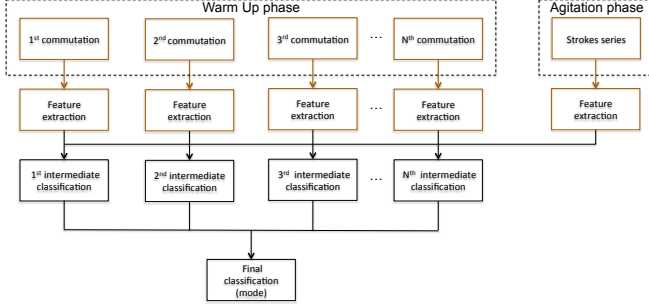 Warm Up phase
Agitation phase
1st commutation
2nd commutation
3rd commutation
...
Nth commutation
Strokes series
Feature
extraction
Feature
extraction
Feature
extraction
...
Feature
extraction
Feature
extraction
1st intermediate
classification
2nd intermediate
classification
3rd intermediate
classification
...
Nth intermediate
classification
Final
classification
(mode)